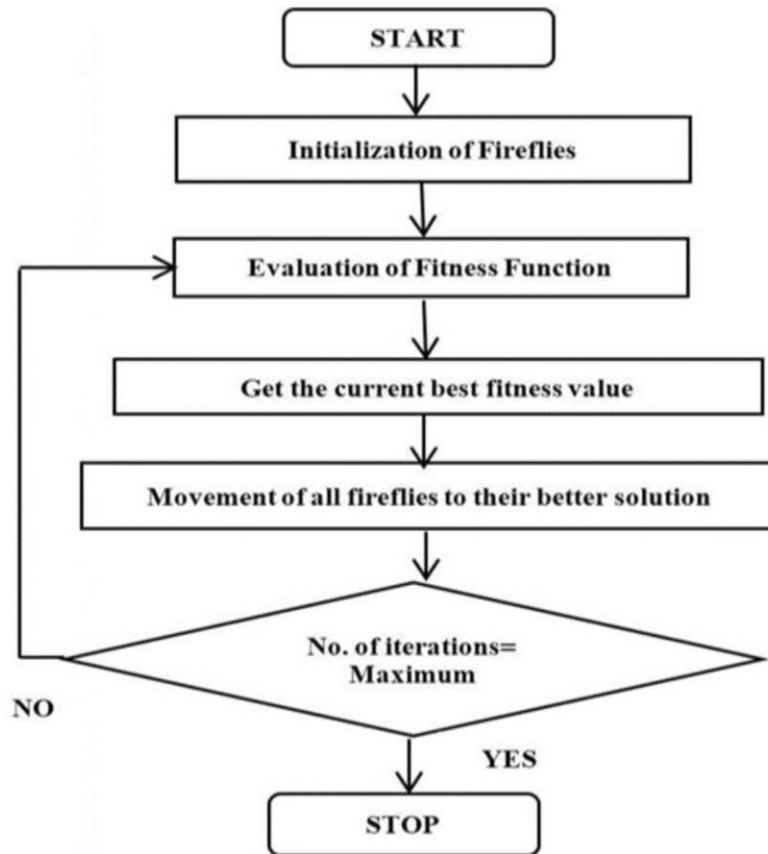 START
Initialization of Fireflies
Evaluation of Fitness Function
Get the current best fitness value
Movement of all fireflies to their better solution
No. of iterations=
Maximum
NO
YES
STOP